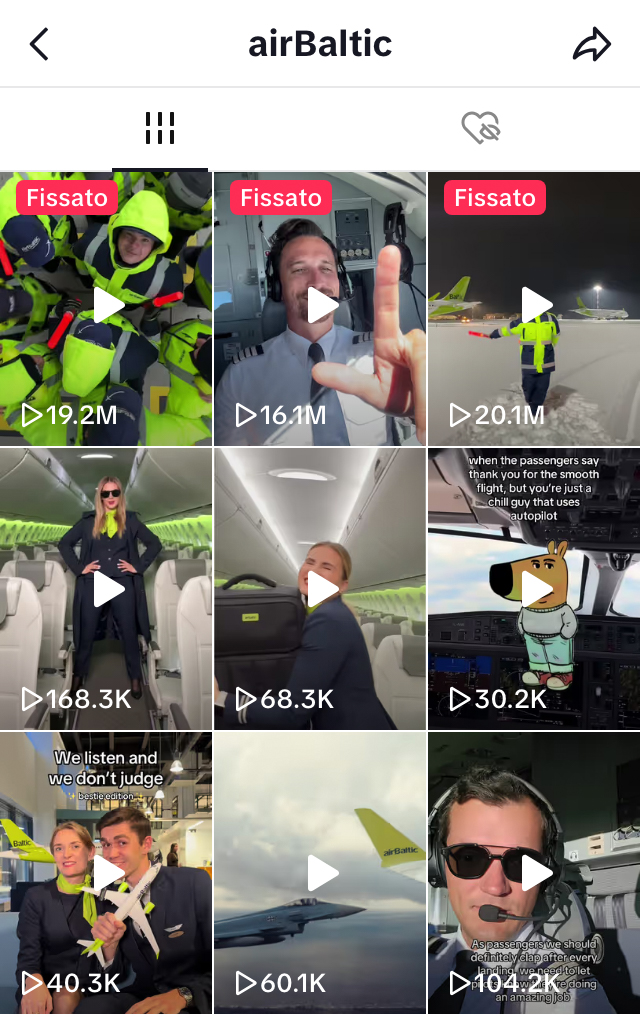 airBaltic
Fissato
Fissato
Fissato
19.2M
16.1M
20.1M
when the passengers say
thank you for the smooth
flight, but you're just a
chill guy that uses
autopilot
168.3K
68.3K
30.2K
We listen and
we don't judge
bestie edition
Baltic
airBaltic
40.3K
60.1K
As passengers we should
definitely clap after every
landing, we need to let
they're doing
an amazing job
104.2K